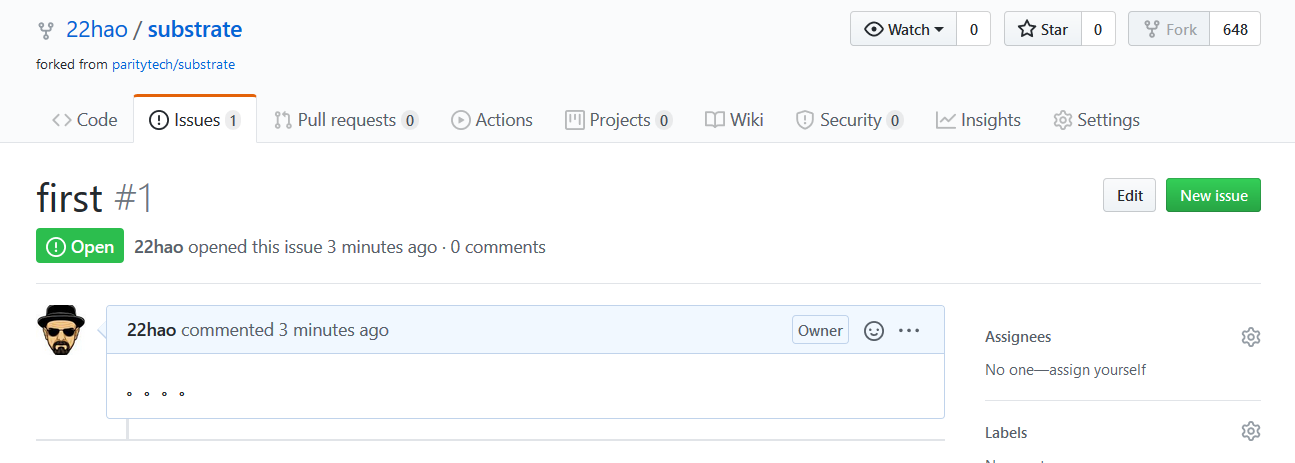 22hao / substrate
Watch 0 Star 0 Fork 648
forked from paritytech/substrate
Code Issues 1 Pull requests 0 Actions Projects 0 Wiki Security 0 Insights Settings
first #1
Edit New issue
Open 22hao opened this issue 3 minutes ago · 0 comments
22hao commented 3 minutes ago Owner
。。。。
Assignees
No one—assign yourself
Labels